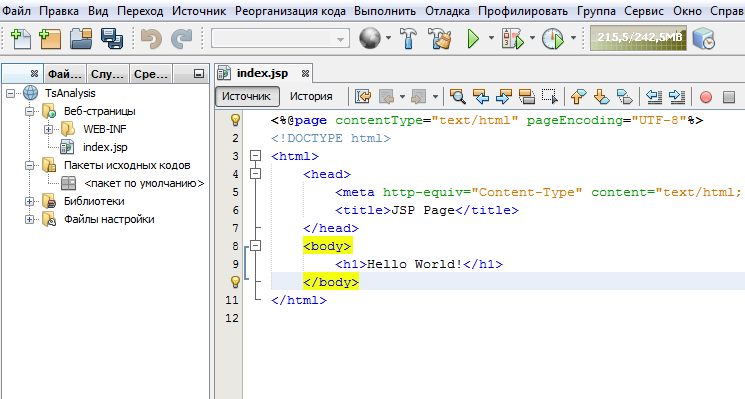 Файл Правка Вид Переход Источник Реорганизация кода Выполнить Отладка Профилировать Группа Сервис Окно Справ
215,5/242,5MB
Фай... Слу... Сре...
index.jsp
TsAnalysis
Веб-страницы
WEB-INF
index.jsp
Пакеты исходных кодов
<пакет по умолчанию>
Библиотеки
Файлы настройки
Источник История
<%@page contentType="text/html" pageEncoding="UTF-8"%>
2 <!DOCTYPE html>
3 <html>
4 <head>
5 <meta http-equiv="Content-Type" content="text/html;
6 <title>JSP Page</title>
7 </head>
8 <body>
9 <h1>Hello World!</h1>
</body>
11 </html>
12